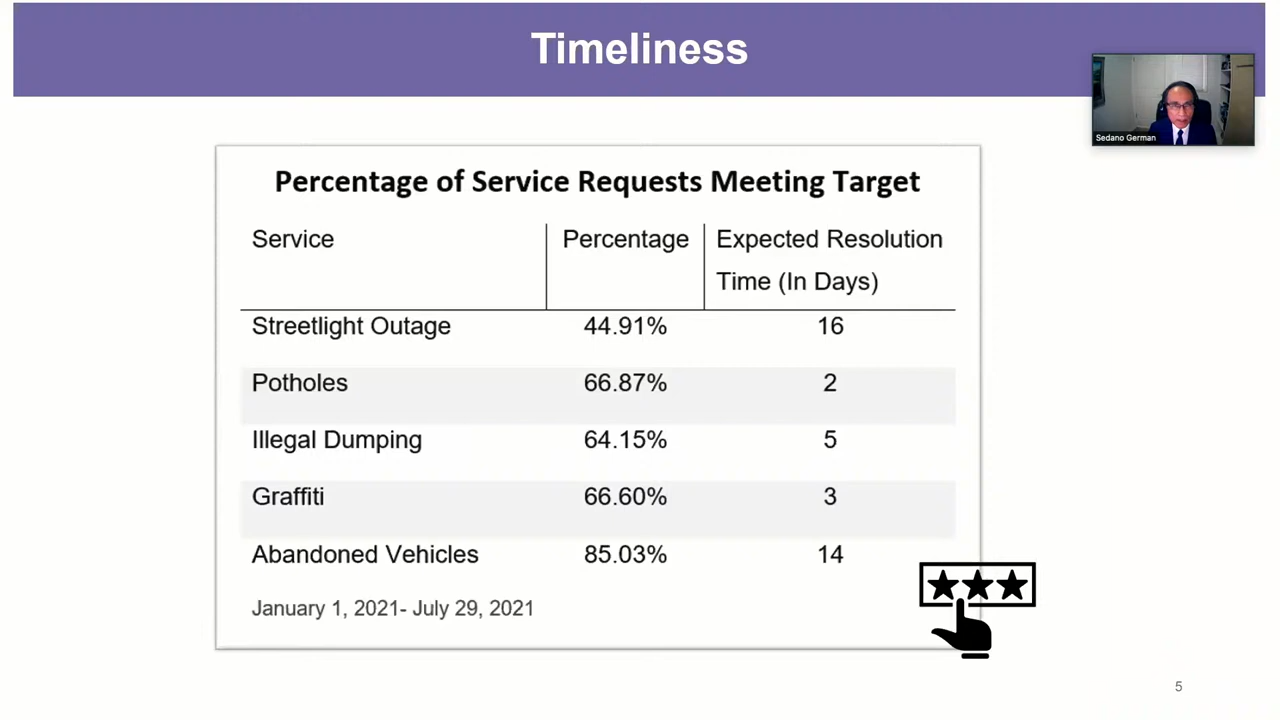 Timeliness
Sedano German
Percentage of Service Requests Meeting Target
Service Percentage Expected Resolution
Time (In Days)
Streetlight Outage 44.91% 16
Potholes 66.87% 2
Illegal Dumping 64.15% 5
Graffiti 66.60% 3
Abandoned Vehicles 85.03% 14
January 1, 2021- July 29, 2021
5